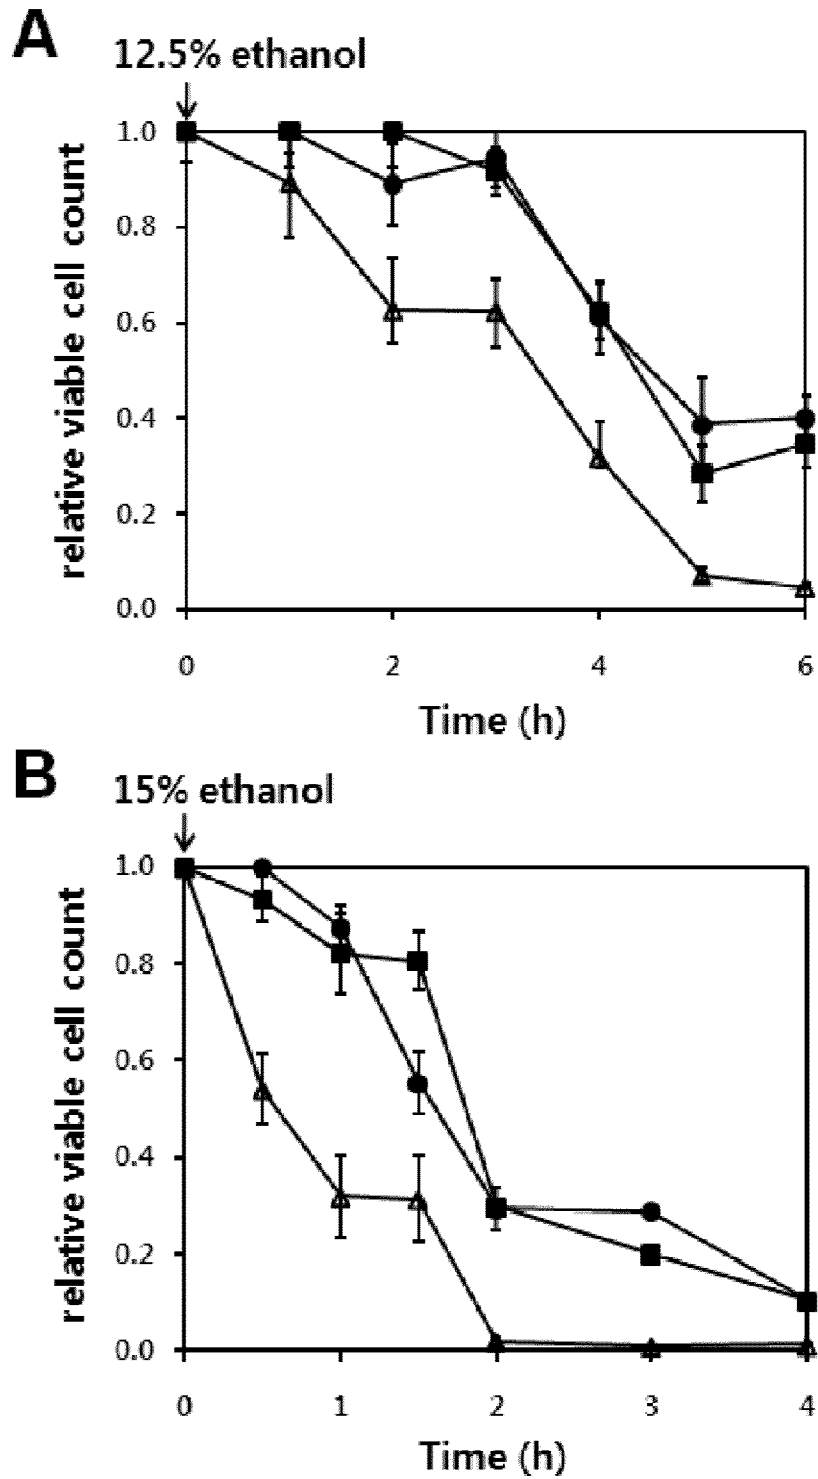 A
12.5% ethanol
1.0
0.8
0.6
0.4
0.2
0.0
relative viable cell count
0 2 4 6
Time (h)
B
15% ethanol
1.0
0.8
0.6
0.4
0.2
0.0
relative viable cell count
0 1 2 3 4
Time (h)